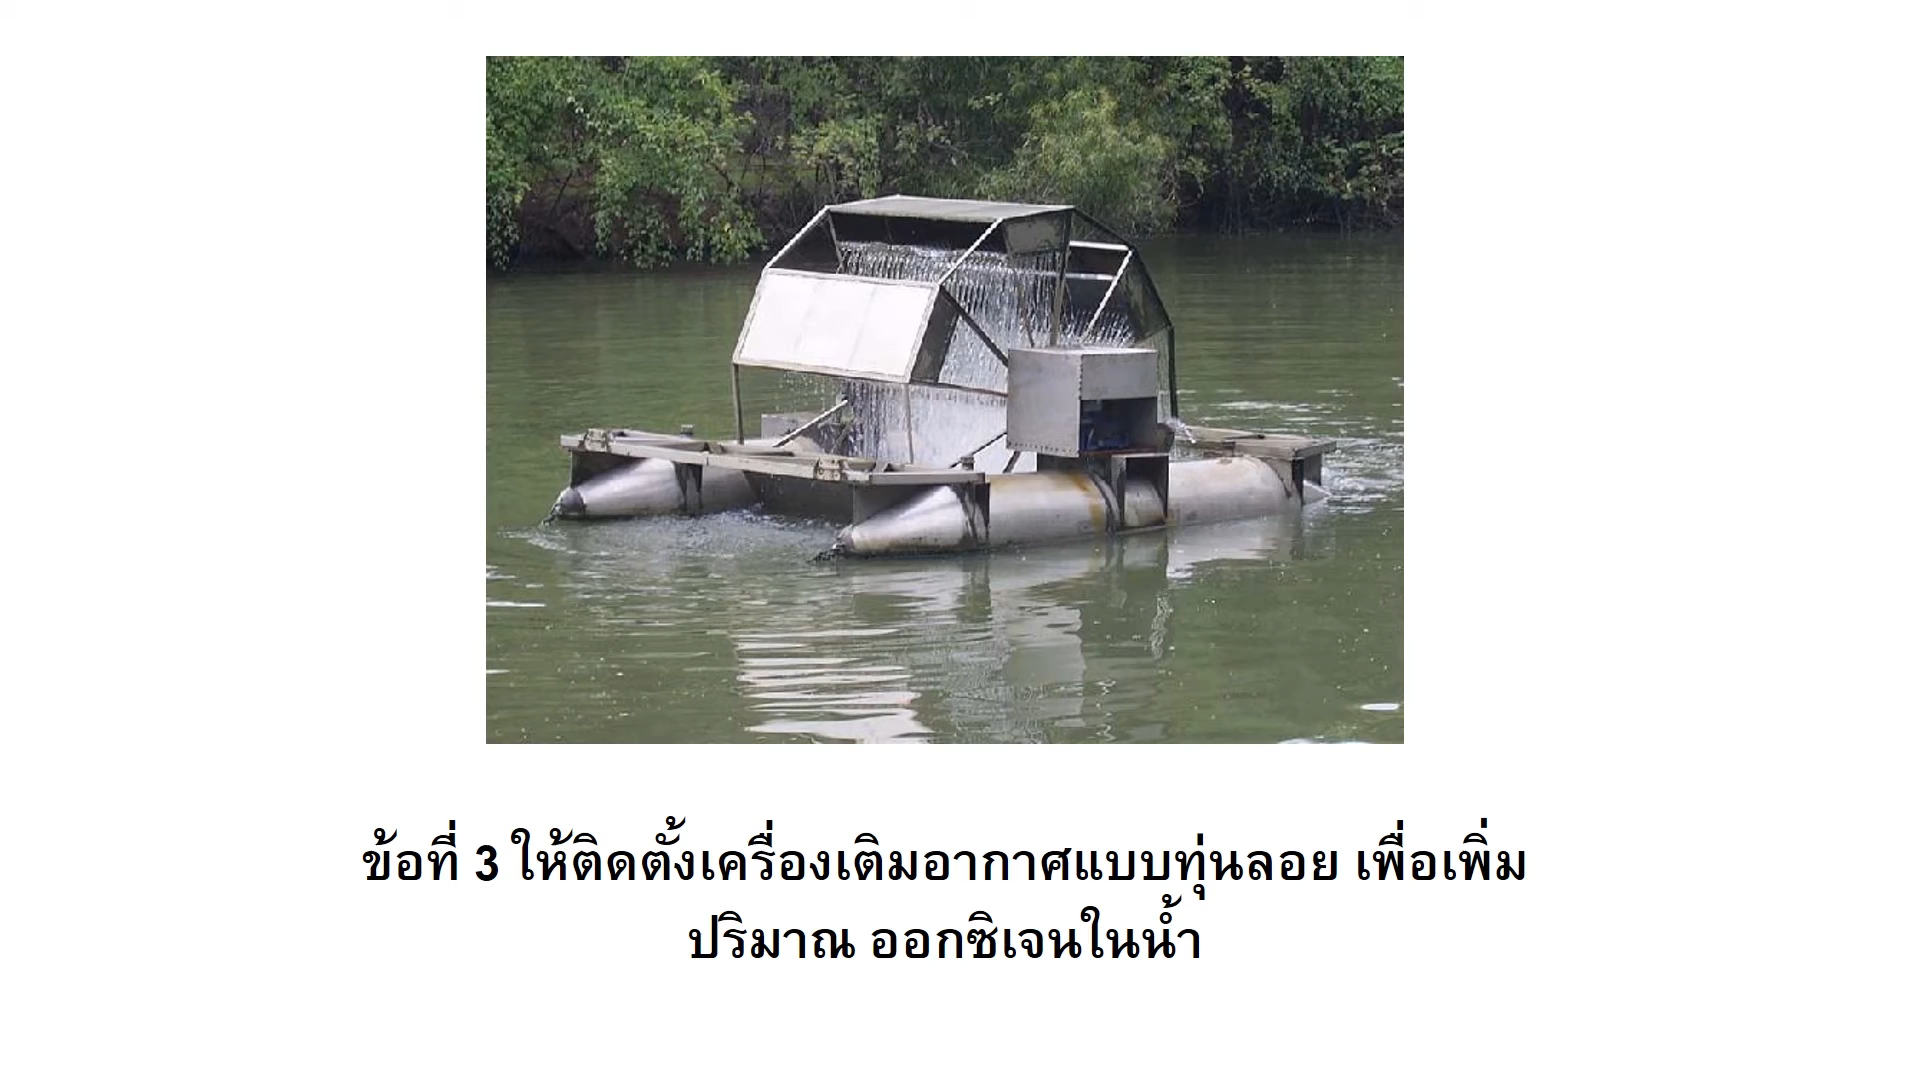 ข้อที่ 3 ให้ติดตั้งเครื่องเติมอากาศแบบทุ่นลอย เพื่อเพิ่ม
ปริมาณ ออกซิเจนในน้ำ